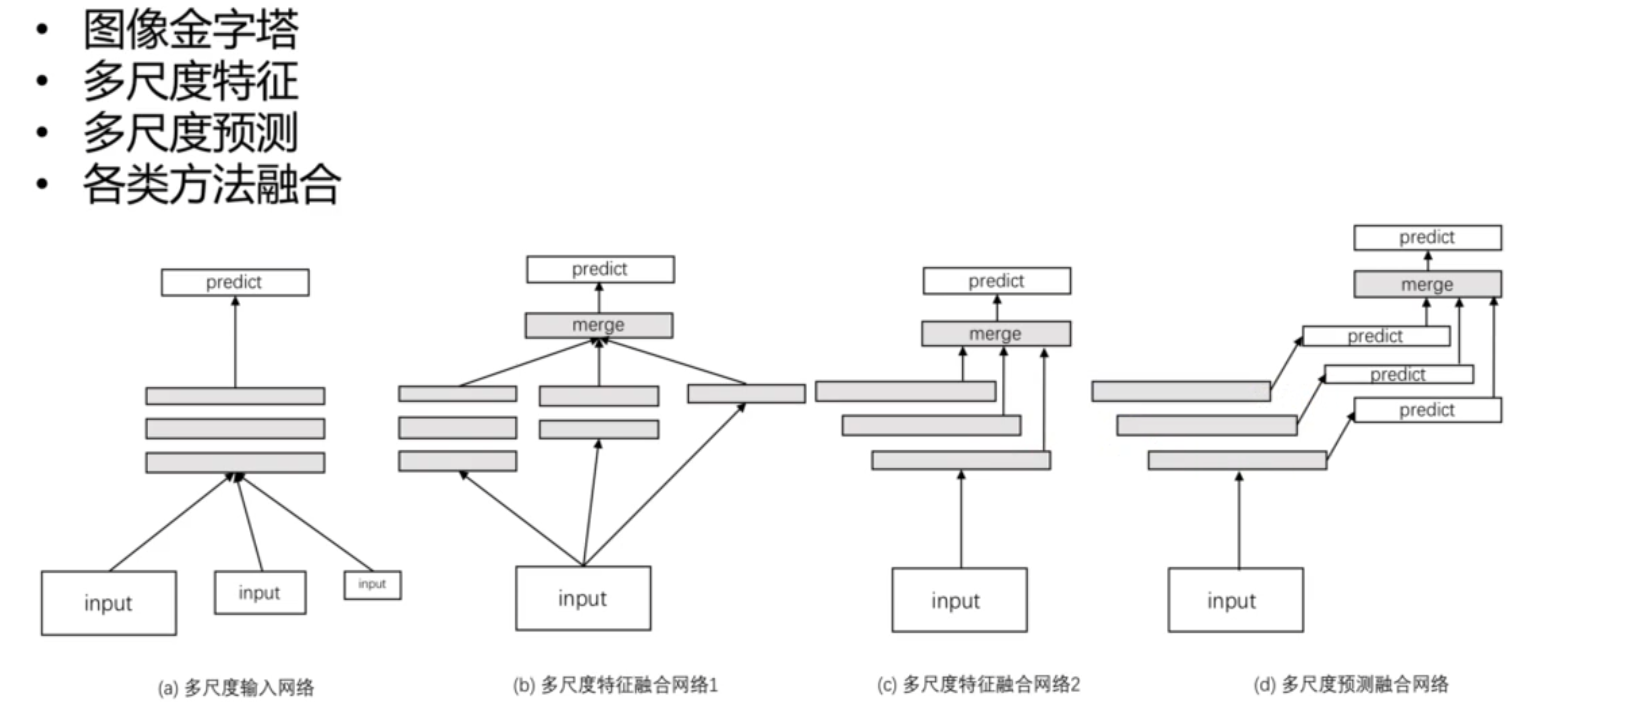 • 图像金字塔
• 多尺度特征
• 多尺度预测
• 各类方法融合
predict
input
input
input
(a) 多尺度输入网络
predict
merge
input
(b) 多尺度特征融合网络1
predict
merge
input
(c) 多尺度特征融合网络2
predict
merge
predict
predict
predict
input
(d) 多尺度预测融合网络